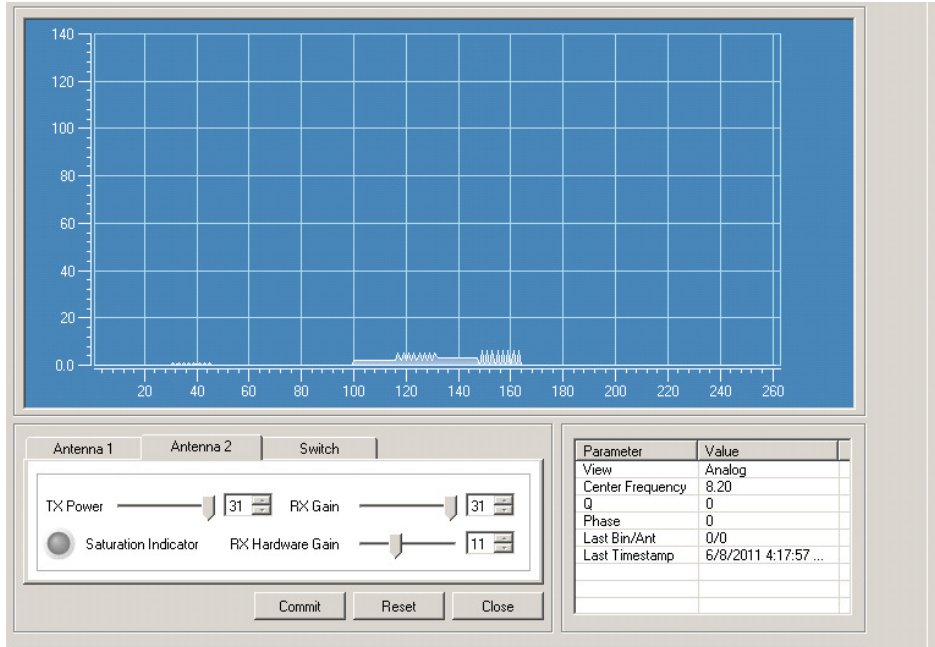 140
120
100
80
60
40
20
0.0
20 40 60 80 100 120 140 160 180 200 220 240 260
Antenna 1 Antenna 2 Switch
TX Power 31 RX Gain 31
Saturation Indicator RX Hardware Gain 11
Commit Reset Close
Parameter Value
View Analog
Center Frequency 8.20
Q 0
Phase 0
Last Bin/Ant 0/0
Last Timestamp 6/8/2011 4:17:57 ...